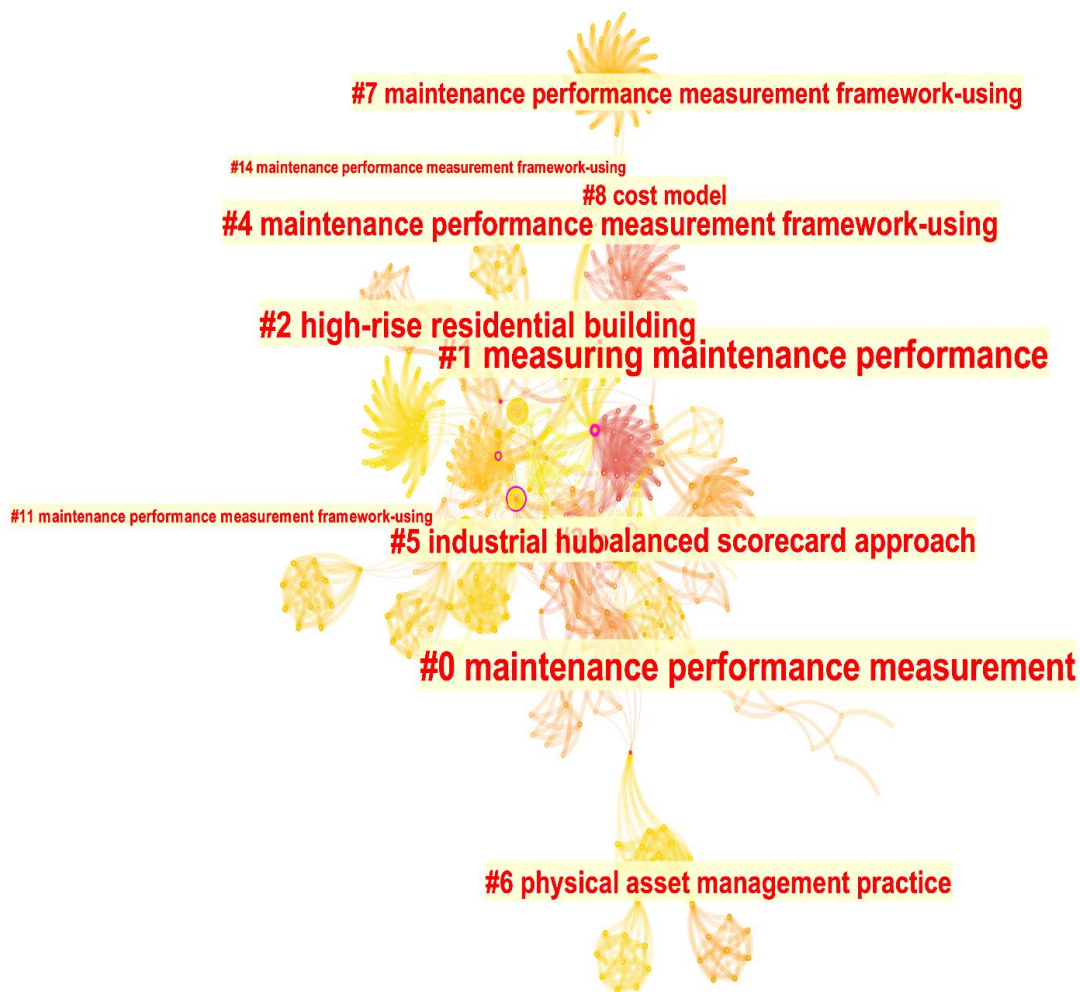 #7 maintenance performance measurement framework-using
#14 maintenance performance measurement framework-using
#8 cost model
#4 maintenance performance measurement framework-using
#2 high-rise residential building
#1 measuring maintenance performance
#11 maintenance performance measurement framework-using
#5 industrial hub
balanced scorecard approach
#0 maintenance performance measurement
#6 physical asset management practice